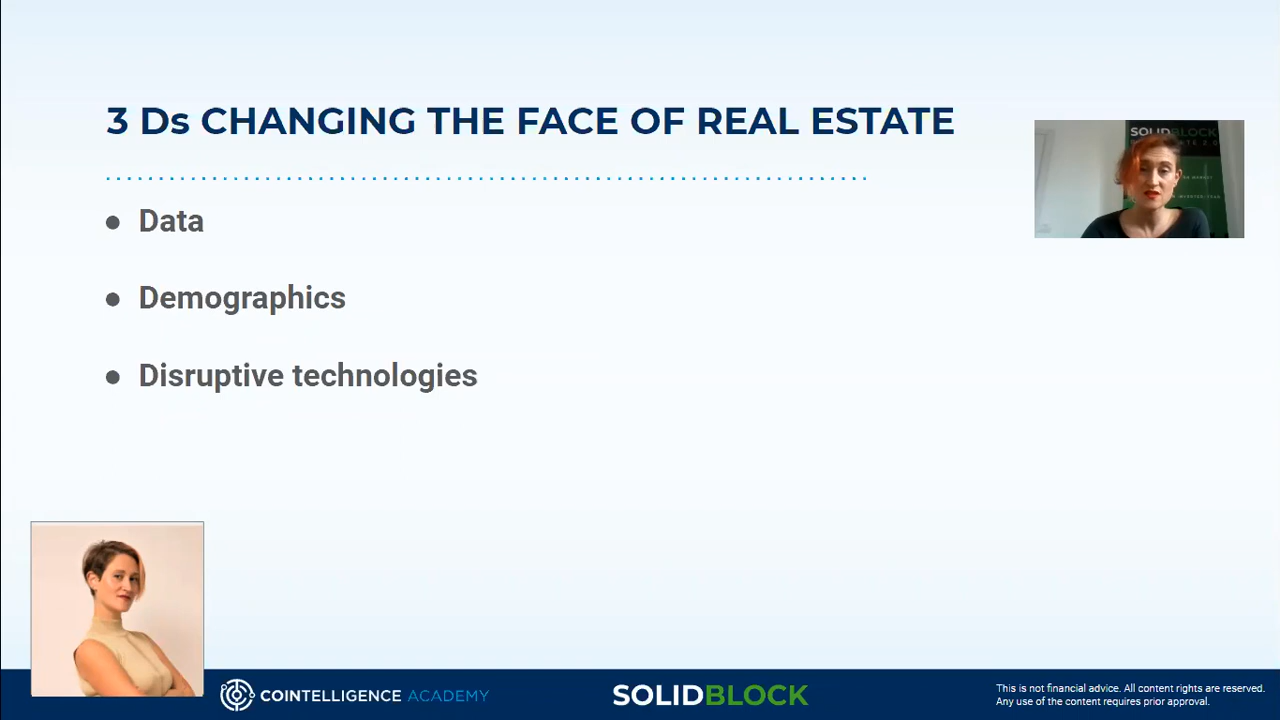 3 Ds CHANGING THE FACE OF REAL ESTATE
SOLIDBLOCK
● Data
● Demographics
● Disruptive technologies
COINTELLIGENCE ACADEMY
SOLIDBLOCK
This is not financial advice. All content rights are reserved.
Any use of the content requires prior approval.